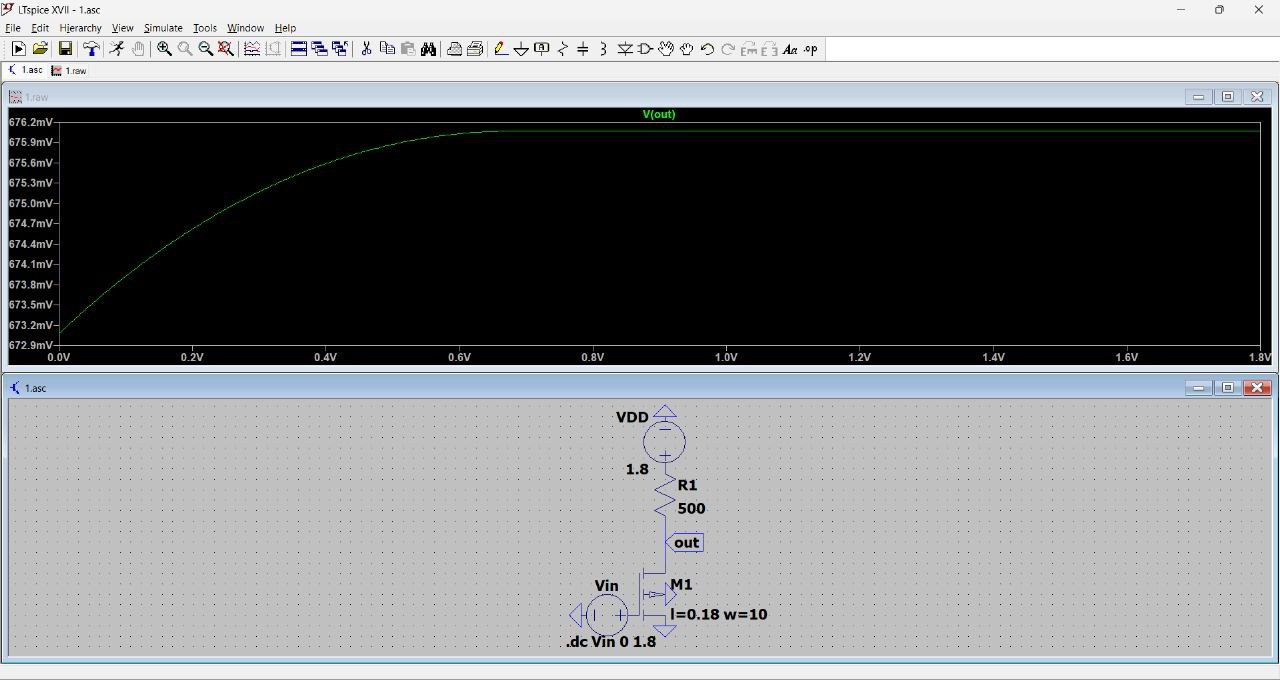 LTspice XVII - 1.asc
File Edit Hierarchy View Simulate Tools Window Help
1.asc 1.raw
1.raw
V(out)
676.2mV
675.9mV
675.6mV
675.3mV
675.0mV
674.7mV
674.4mV
674.1mV
673.8mV
673.5mV
673.2mV
672.9mV
0.0V 0.2V 0.4V 0.6V 0.8V 1.0V 1.2V 1.4V 1.6V 1.8V
1.asc
VDD
1.8
R1
500
out
Vin
M1
l=0.18 w=10
.dc Vin 0 1.8